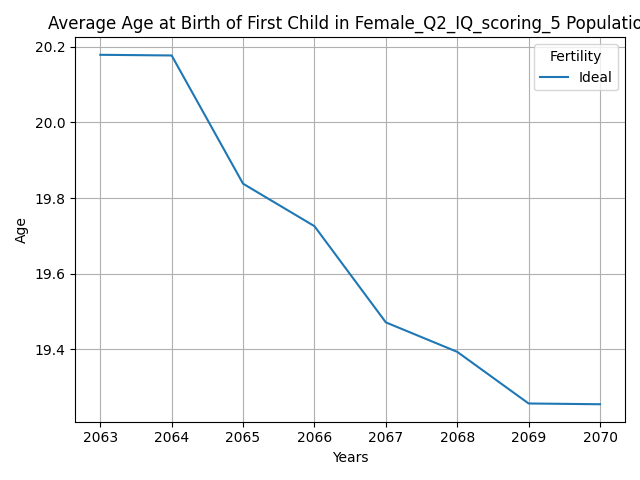 Average Age at Birth of First Child in Female_Q2_IQ_scoring_5 Populatio
20.2
20.0
19.8
19.6
19.4
Age
Fertility
Ideal
2063 2064 2065 2066 2067 2068 2069 2070
Years